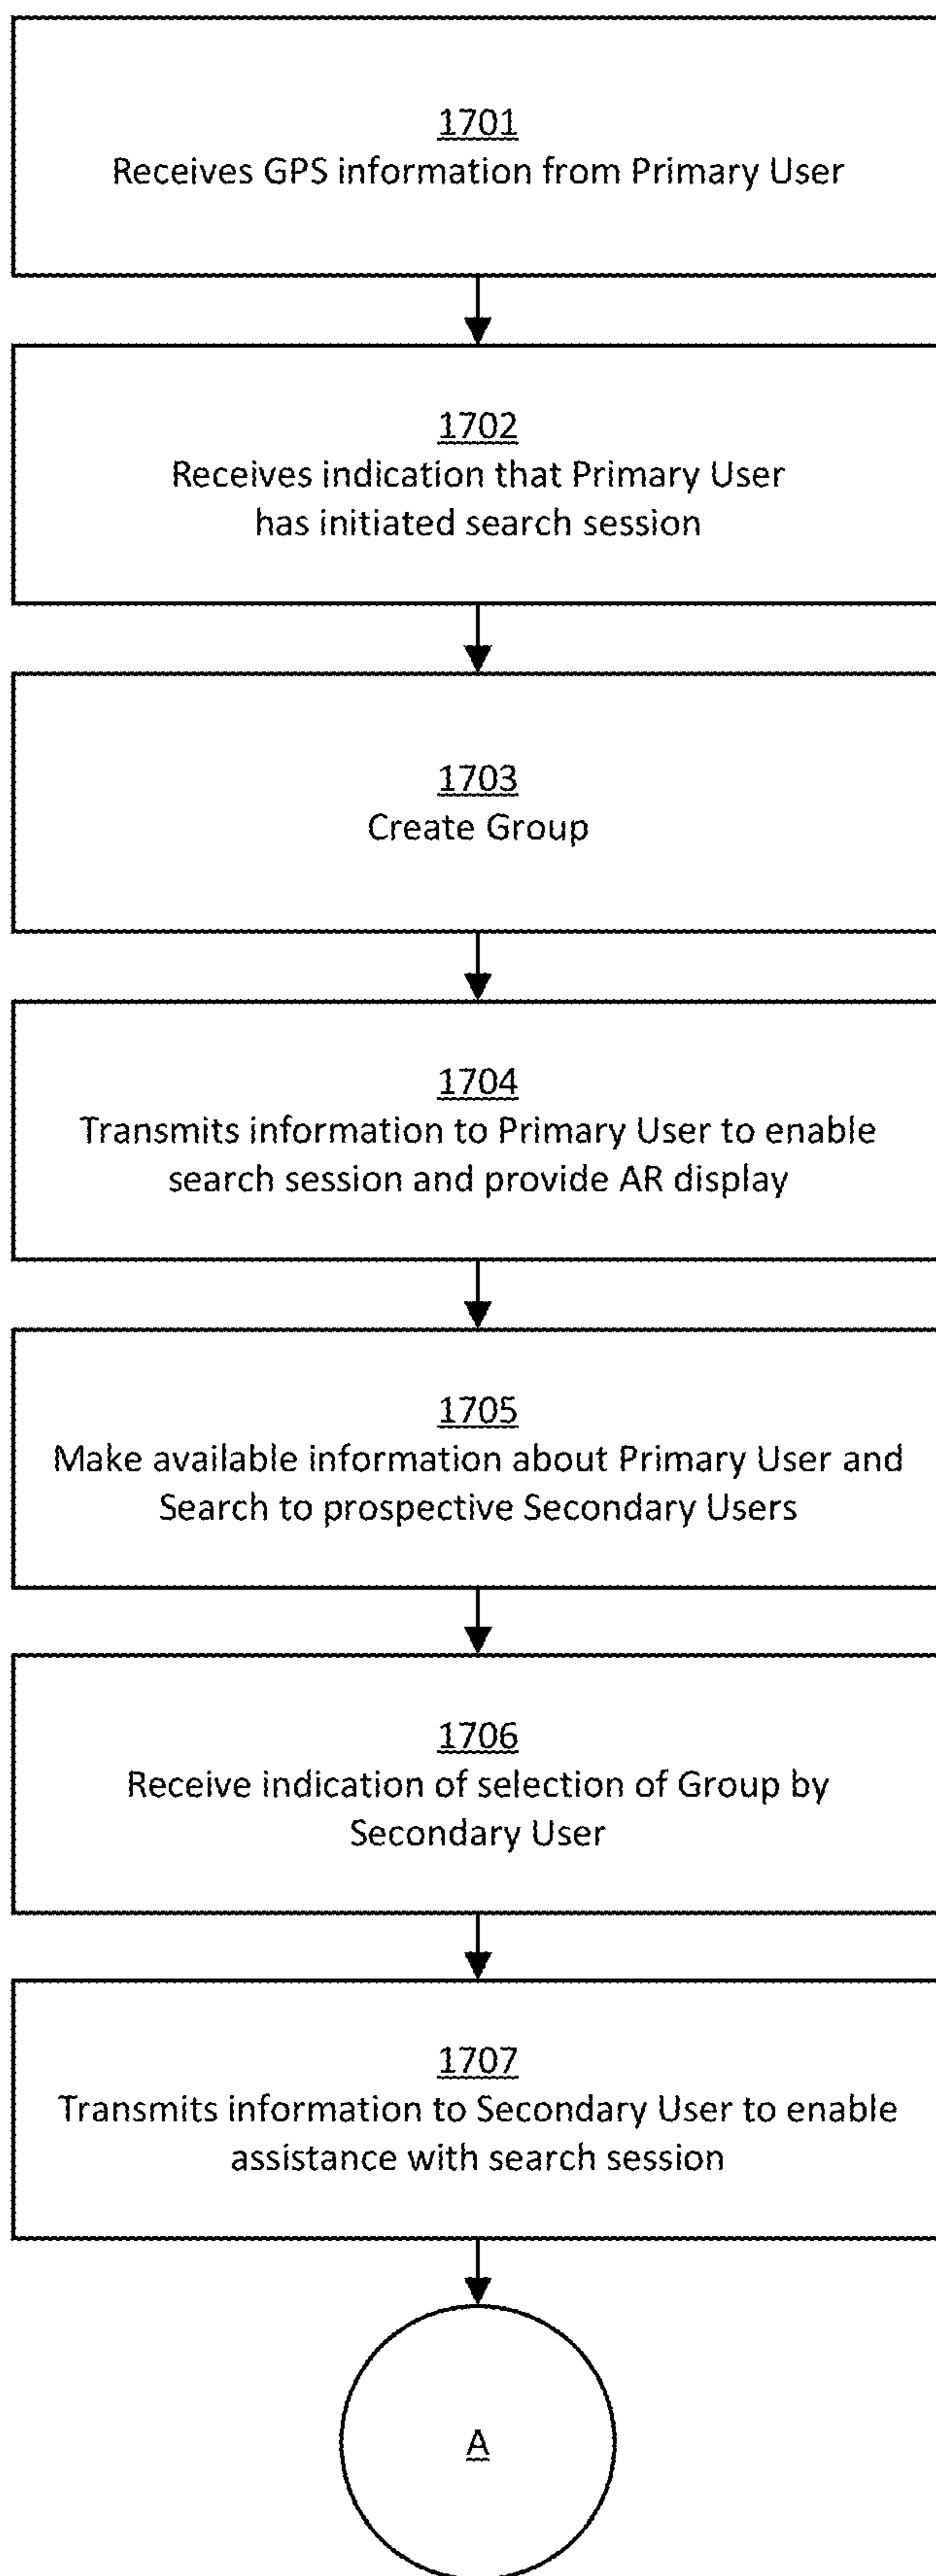 1701
Receives GPS information from Primary User
1702
Receives indication that Primary User
has initiated search session
1703
Create Group
1704
Transmits information to Primary User to enable
search session and provide AR display
1705
Make available information about Primary User and
Search to prospective Secondary Users
1706
Receive indication of selection of Group by
Secondary User
1707
Transmits information to Secondary User to enable
assistance with search session
A